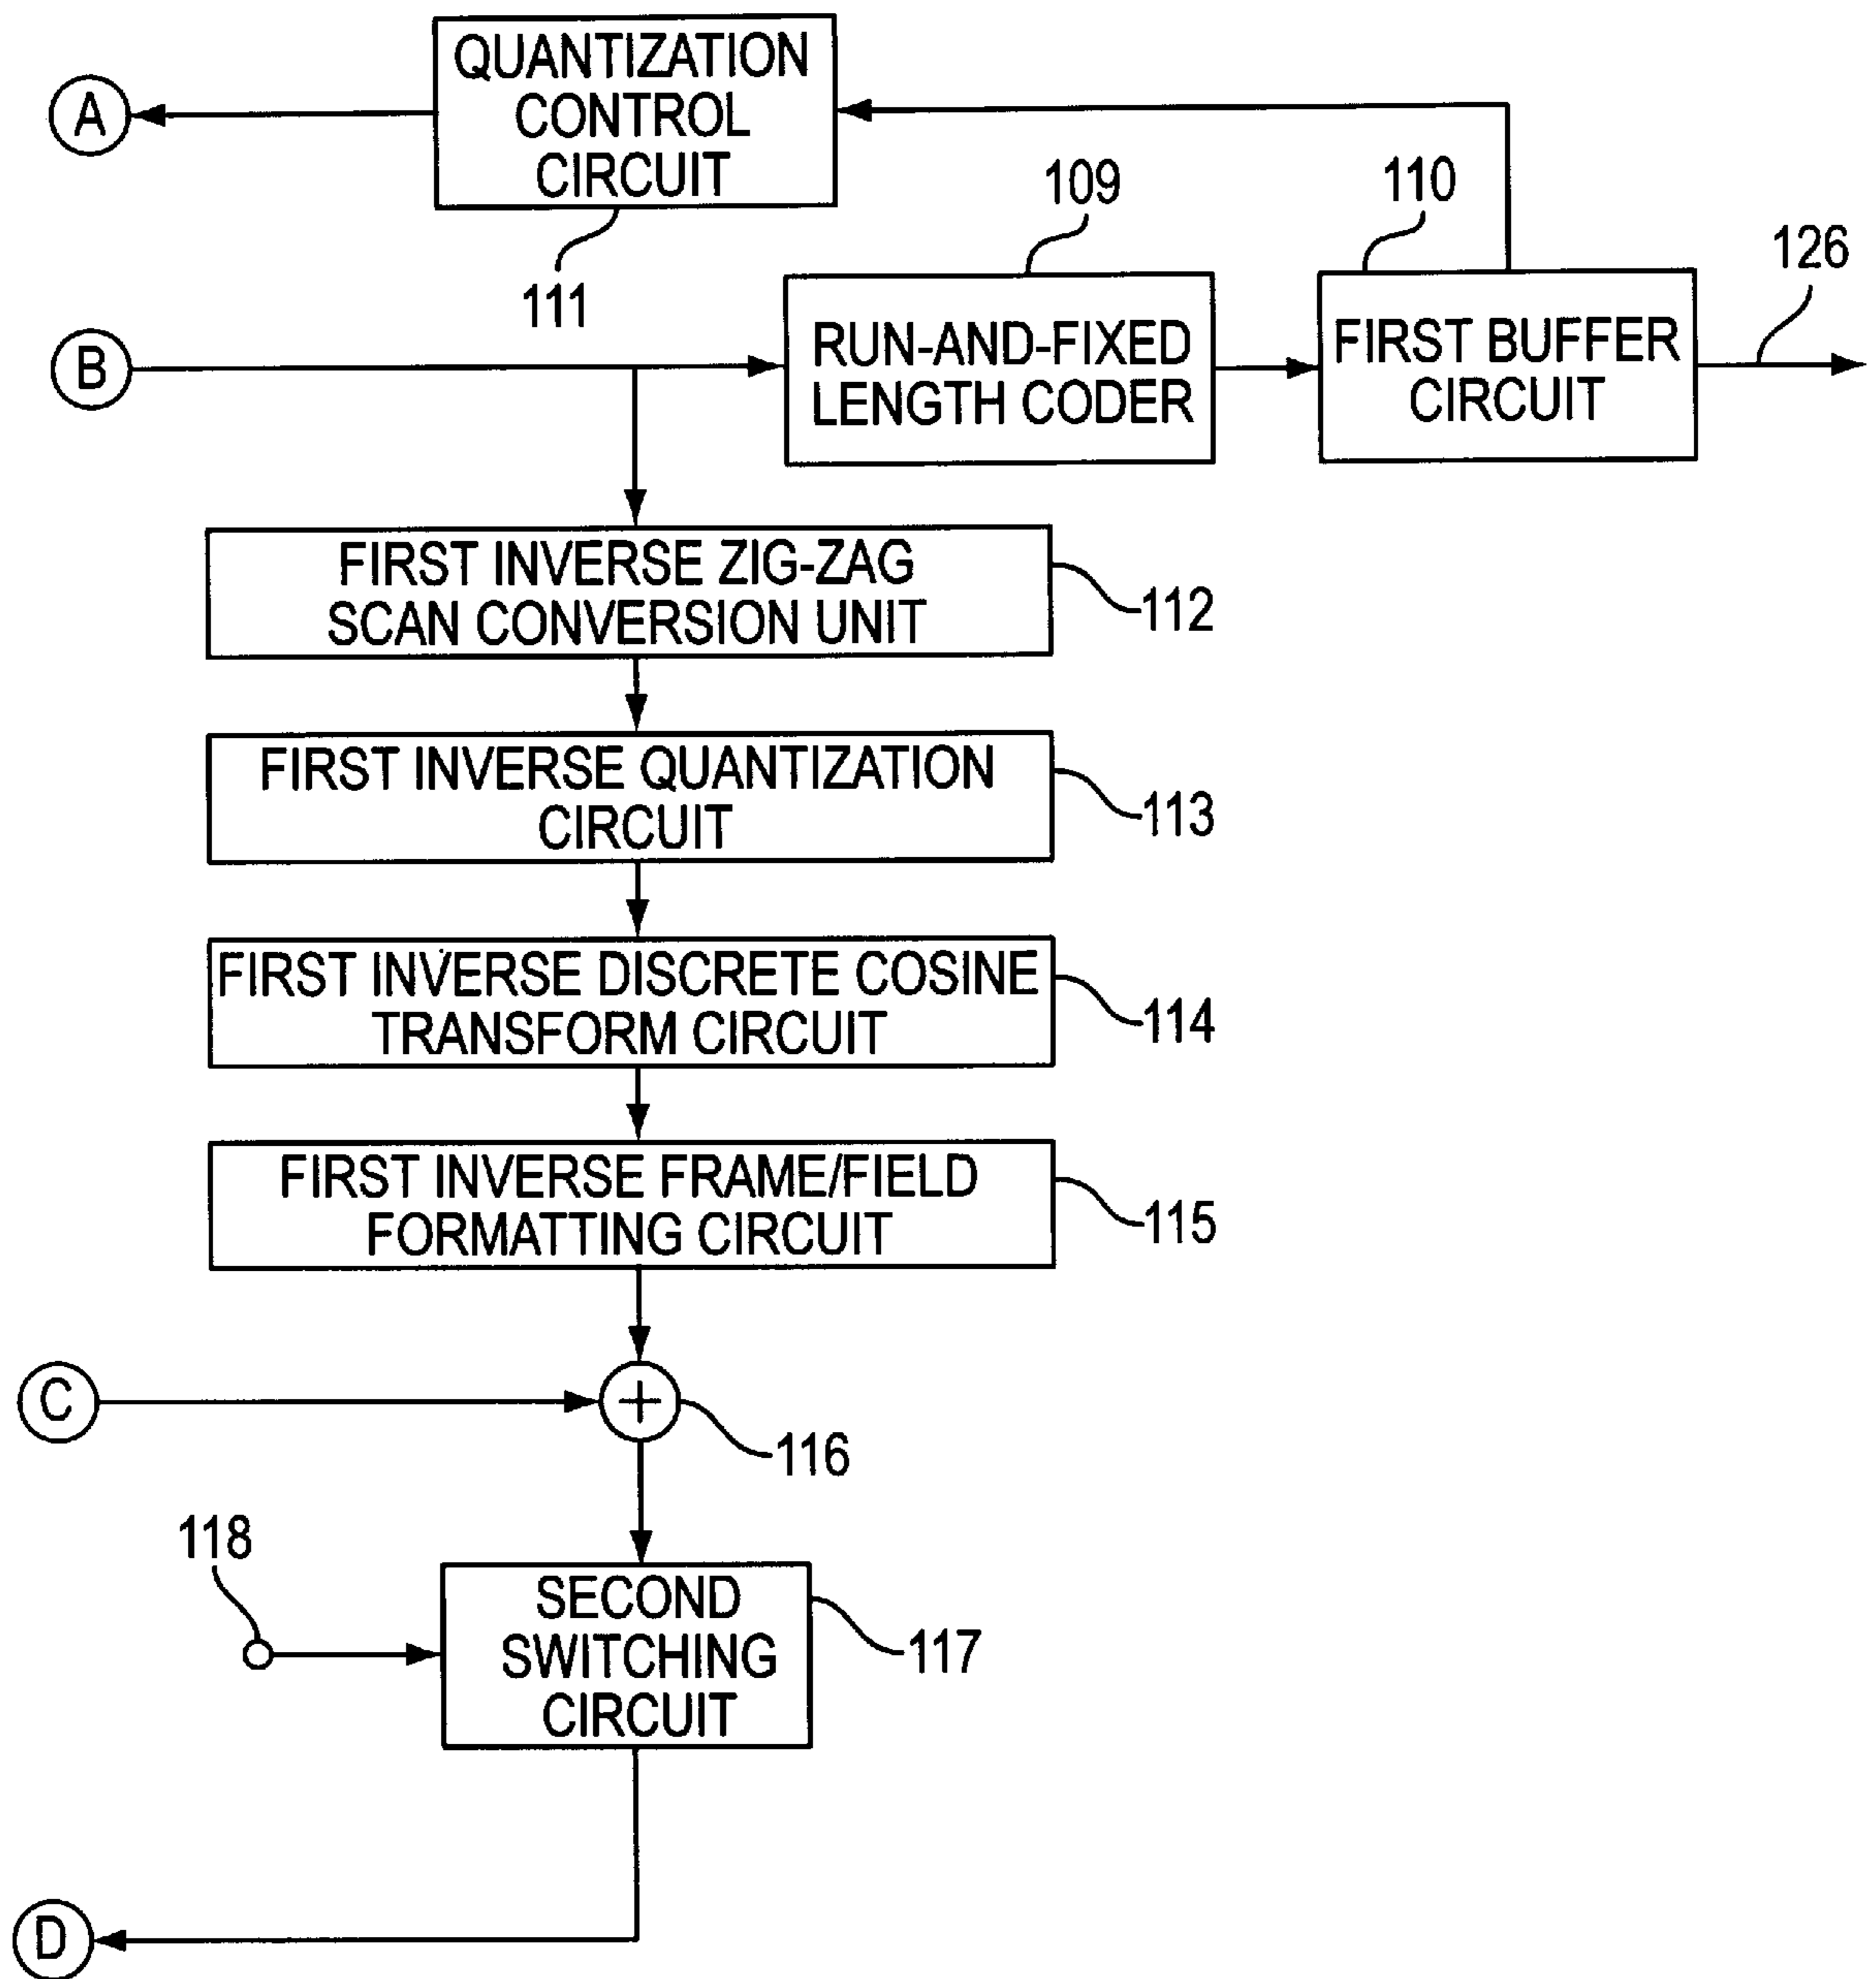 QUANTIZATION
CONTROL
CIRCUIT
A
111
109
110
126
B
RUN-AND-FIXED
LENGTH CODER
FIRST BUFFER
CIRCUIT
FIRST INVERSE ZIG-ZAG
SCAN CONVERSION UNIT
112
FIRST INVERSE QUANTIZATION
CIRCUIT
113
FIRST INVERSE DISCRETE COSINE
TRANSFORM CIRCUIT
114
FIRST INVERSE FRAME/FIELD
FORMATTING CIRCUIT
115
C
+
116
118
SECOND
SWITCHING
CIRCUIT
117
D